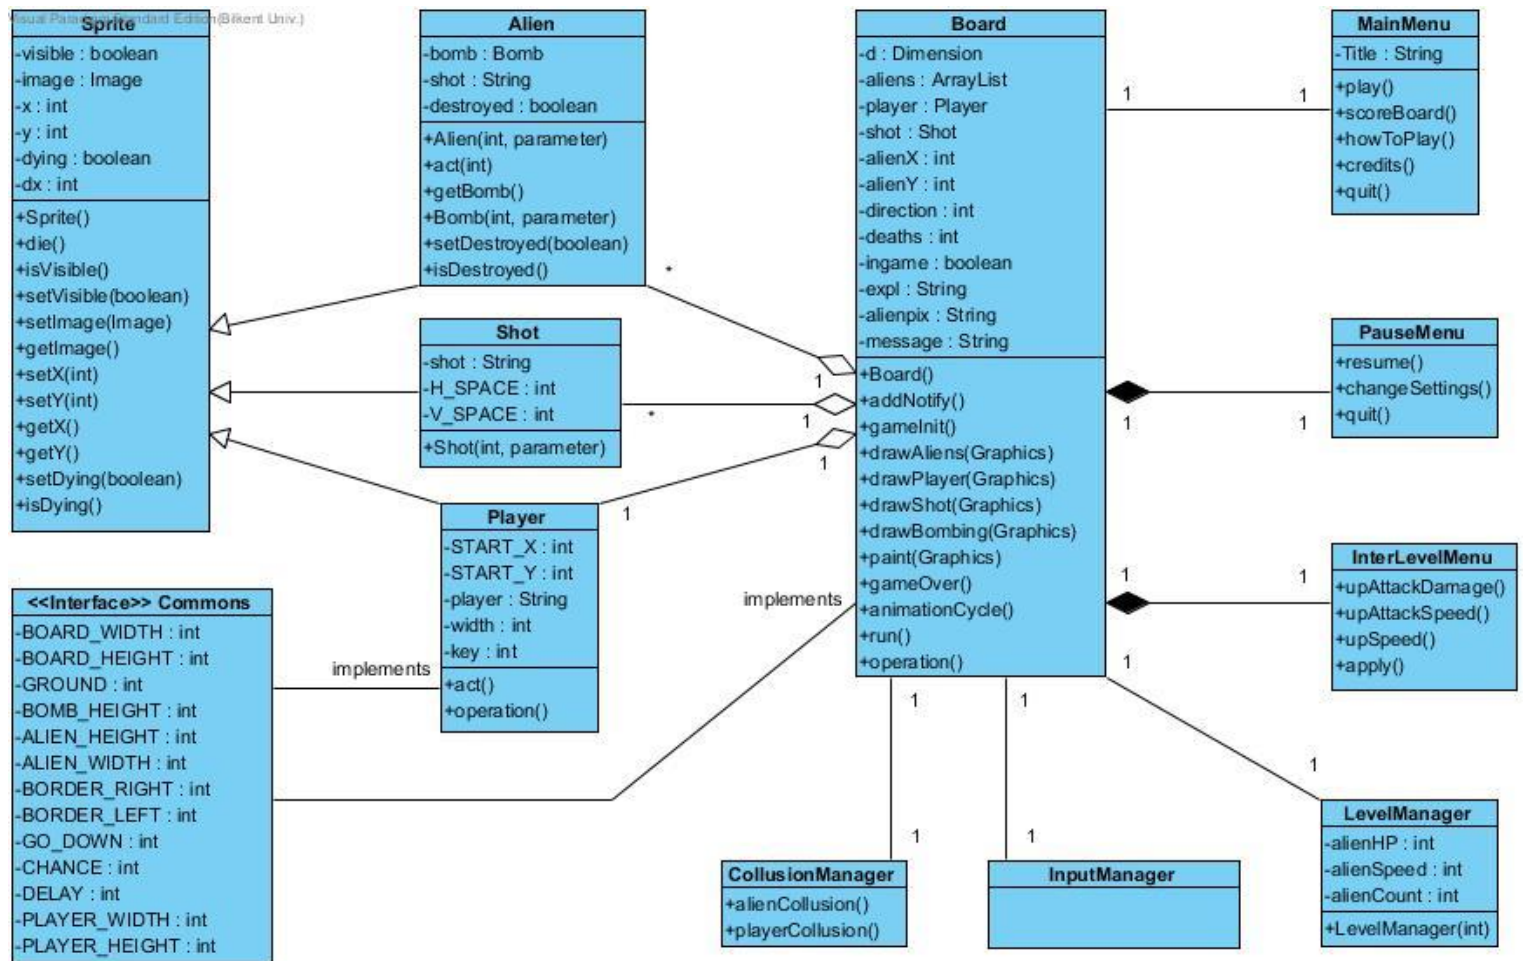 Visual Paradigm Standard Edition(Bilkent Univ.)
Sprite
-visible : boolean
-image : Image
-x : int
-y : int
-dying : boolean
-dx : int
+Sprite()
+die()
+isVisible()
+setVisible(boolean)
+setImage(Image)
+getImage()
+setX(int)
+setY(int)
+getX()
+getY()
+setDying(boolean)
+isDying()
Alien
-bomb : Bomb
-shot : String
-destroyed : boolean
+Alien(int, parameter)
+act(int)
+getBomb()
+Bomb(int, parameter)
+setDestroyed(boolean)
+isDestroyed()
*
1
Shot
-shot : String
-H_SPACE : int
-V_SPACE : int
+Shot(int, parameter)
*
1
Player
-START_X : int
-START_Y : int
-player : String
-width : int
-key : int
+act()
+operation()
1
1
<<Interface>> Commons
-BOARD_WIDTH : int
-BOARD_HEIGHT : int
-GROUND : int
-BOMB_HEIGHT : int
-ALIEN_HEIGHT : int
-ALIEN_WIDTH : int
-BORDER_RIGHT : int
-BORDER_LEFT : int
-GO_DOWN : int
-CHANCE : int
-DELAY : int
-PLAYER_WIDTH : int
-PLAYER_HEIGHT : int
implements
implements
Board
-d : Dimension
-aliens : ArrayList
-player : Player
-shot : Shot
-alienX : int
-alienY : int
-direction : int
-deaths : int
-ingame : boolean
-expl : String
-alienpix : String
-message : String
+Board()
+addNotify()
+gameInit()
+drawAliens(Graphics)
+drawPlayer(Graphics)
+drawShot(Graphics)
+drawBombing(Graphics)
+paint(Graphics)
+gameOver()
+animationCycle()
+run()
+operation()
1 1
MainMenu
-Title : String
+play()
+scoreBoard()
+howToPlay()
+credits()
+quit()
1 1
PauseMenu
+resume()
+changeSettings()
+quit()
1 1
InterLevelMenu
+upAttackDamage()
+upAttackSpeed()
+upSpeed()
+apply()
1
1
LevelManager
-alienHP : int
-alienSpeed : int
-alienCount : int
+LevelManager(int)
1
1
CollusionManager
+alienCollusion()
+playerCollusion()
1
1
InputManager